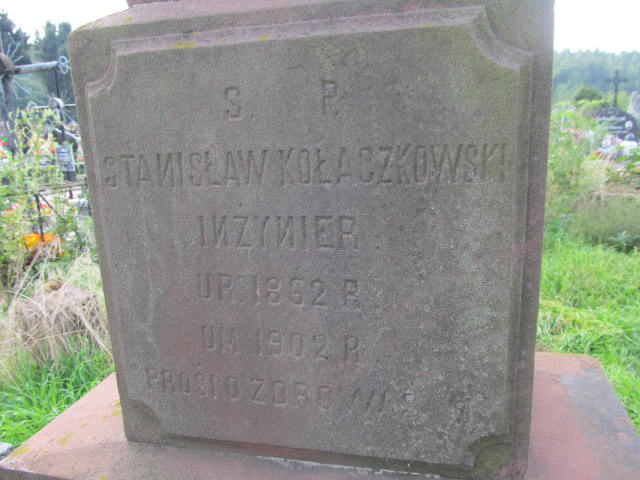 S. P.
STANISŁAW KOŁACZKOWSKI
INŻYNIER
UR. 1862 R
UM 1902 R
PROSI O ZDROWAŚ